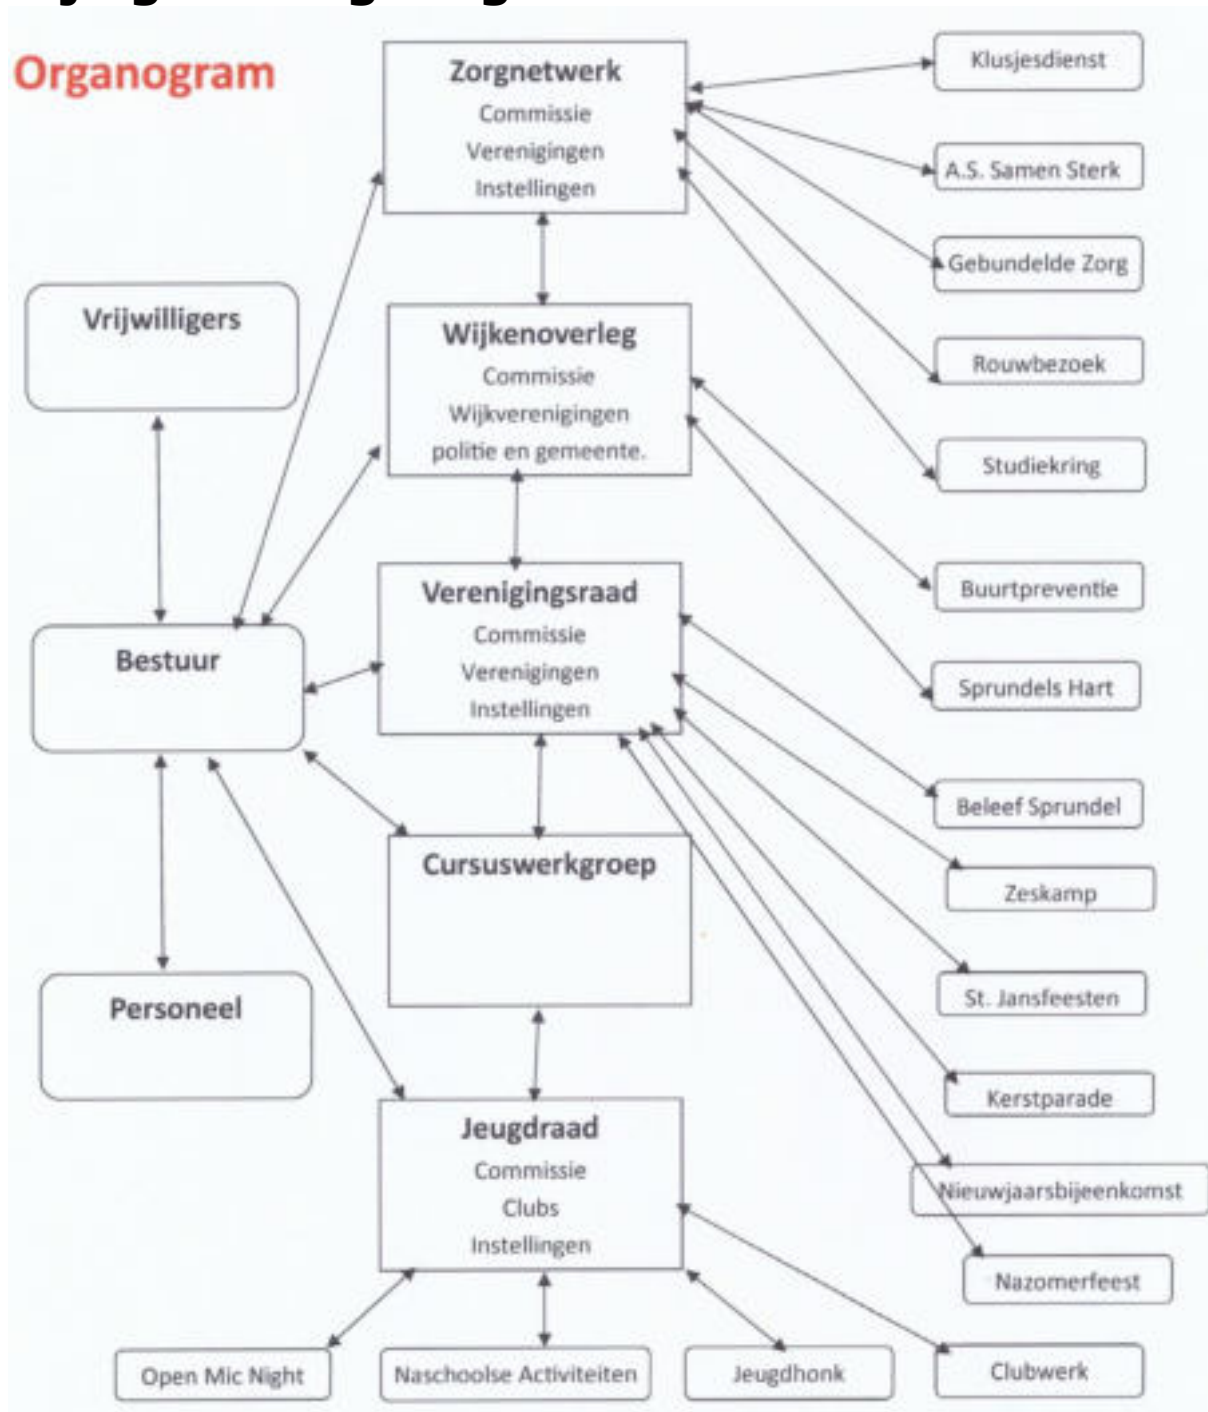 Organogram
Zorgnetwerk
Commissie
Verenigingen
Instellingen
Klusjesdienst
A.S. Samen Sterk
Gebundelde Zorg
Rouwbezoek
Studiekring
Vrijwilligers
Wijkenoverleg
Commissie
Wijkverenigingen
politie en gemeente.
Buurtpreventie
Sprundels Hart
Bestuur
Verenigingsraad
Commissie
Verenigingen
Instellingen
Beleef Sprundel
Zeskamp
St. Jansfeesten
Kerstparade
Nieuwjaarsbijeenkomst
Nazomerfeest
Cursuswerkgroep
Personeel
Jeugdraad
Commissie
Clubs
Instellingen
Open Mic Night
Naschoolse Activiteiten
Jeugdhonk
Clubwerk